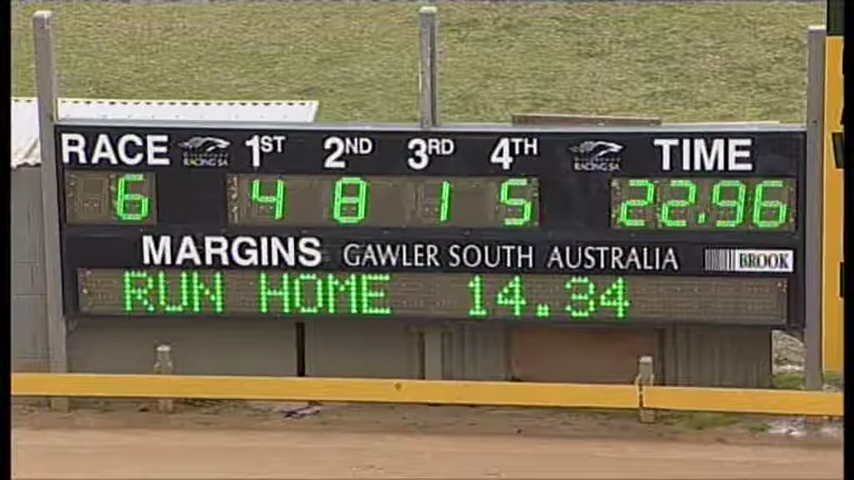 RACE 1ST 2ND 3RD 4TH TIME
6 4 8 1 5 22.96
MARGINS GAWLER SOUTH AUSTRALIA BROOK
RUN HOME 14.34